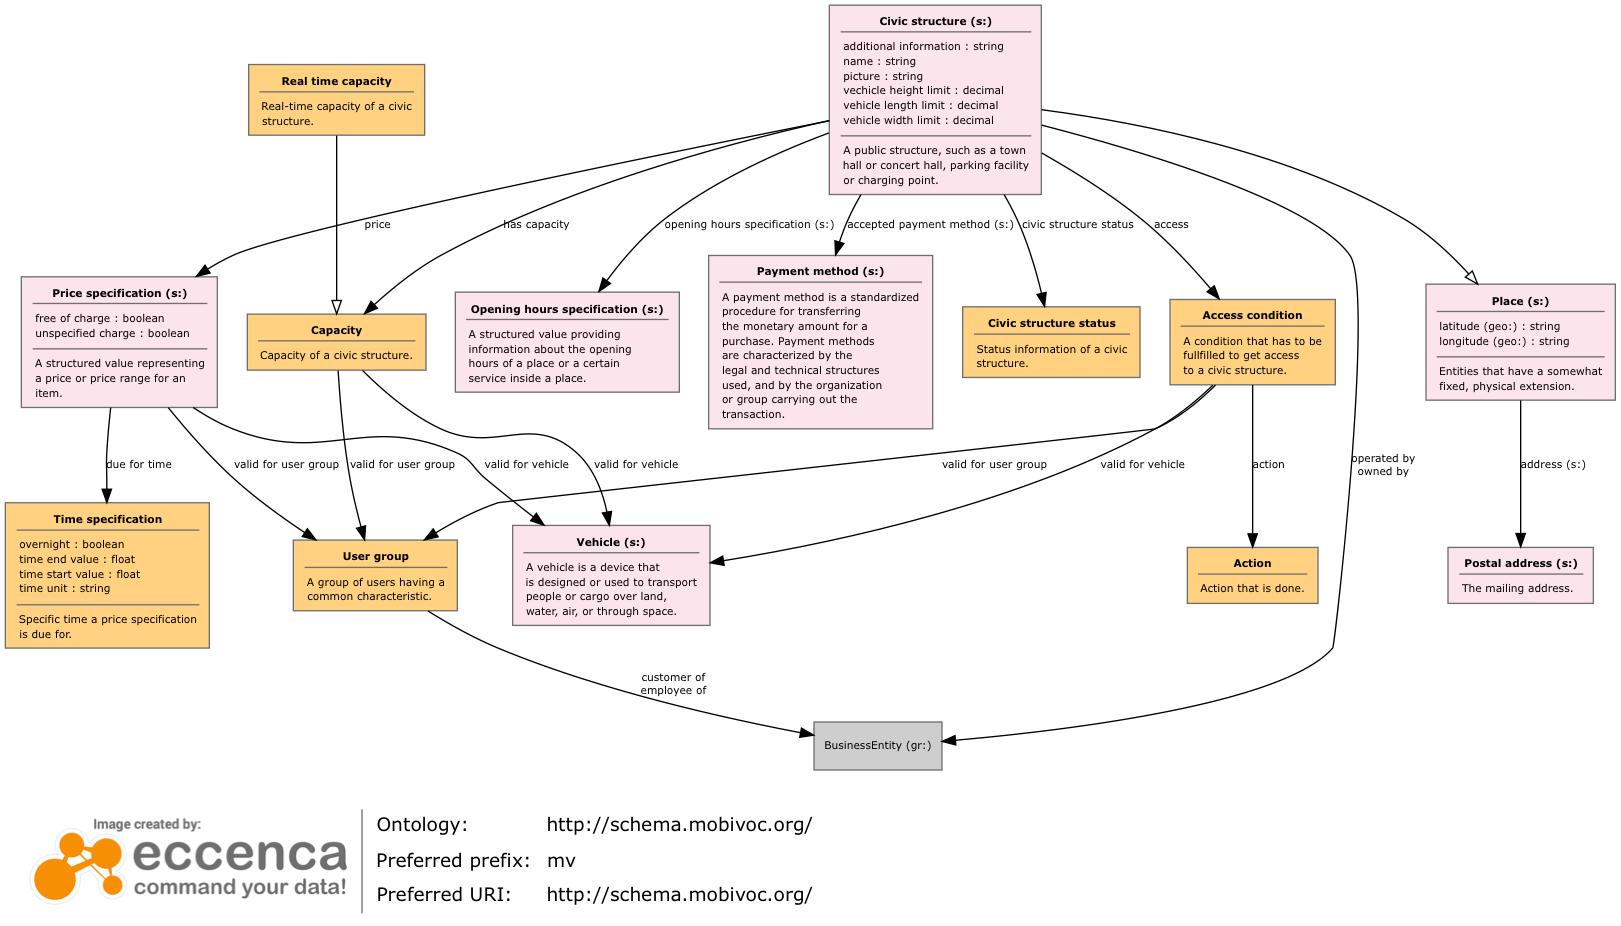 Civic structure (s:)
additional information : string
name : string
picture : string
vechicle height limit : decimal
vehicle length limit : decimal
vehicle width limit : decimal
A public structure, such as a town
hall or concert hall, parking facility
or charging point.
Real time capacity
Real-time capacity of a civic
structure.
price
has capacity
opening hours specification (s:)
accepted payment method (s:)
civic structure status
access
Price specification (s:)
free of charge : boolean
unspecified charge : boolean
A structured value representing
a price or price range for an
item.
Capacity
Capacity of a civic structure.
Opening hours specification (s:)
A structured value providing
information about the opening
hours of a place or a certain
service inside a place.
Payment method (s:)
A payment method is a standardized
procedure for transferring
the monetary amount for a
purchase. Payment methods
are characterized by the
legal and technical structures
used, and by the organization
or group carrying out the
transaction.
Civic structure status
Status information of a civic
structure.
Access condition
A condition that has to be
fullfilled to get access
to a civic structure.
Place (s:)
latitude (geo:) : string
longitude (geo:) : string
Entities that have a somewhat
fixed, physical extension.
due for time
valid for user group
valid for user group
valid for vehicle
valid for vehicle
valid for user group
valid for vehicle
action
operated by
owned by
address (s:)
Time specification
overnight : boolean
time end value : float
time start value : float
time unit : string
Specific time a price specification
is due for.
User group
A group of users having a
common characteristic.
Vehicle (s:)
A vehicle is a device that
is designed or used to transport
people or cargo over land,
water, air, or through space.
Action
Action that is done.
Postal address (s:)
The mailing address.
customer of
employee of
BusinessEntity (gr:)
Image created by:
eccenca
command your data!
Ontology: http://schema.mobivoc.org/
Preferred prefix: mv
Preferred URI: http://schema.mobivoc.org/